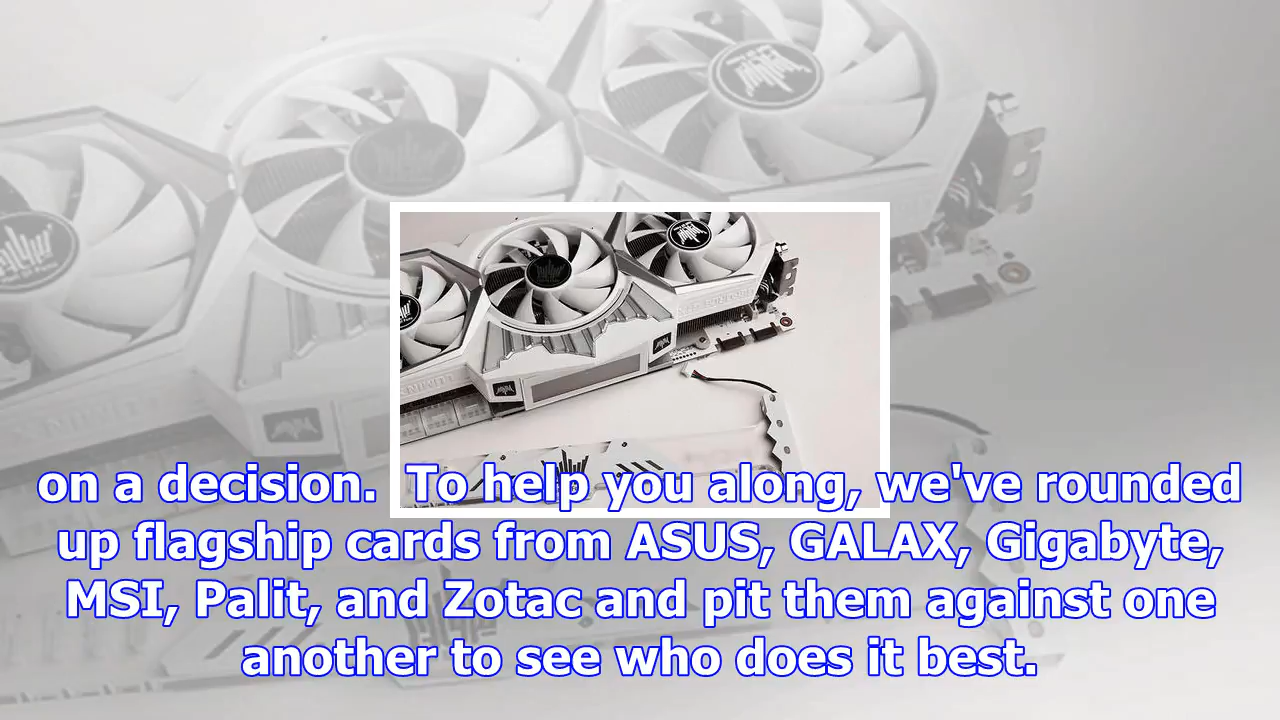 on a decision.  To help you along, we've rounded
up flagship cards from ASUS, GALAX, Gigabyte,
MSI, Palit, and Zotac and pit them against one
another to see who does it best.